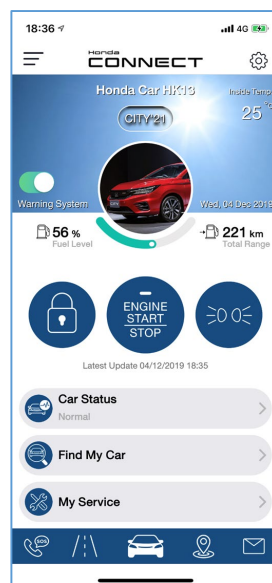 18:36 4G
Honda
CONNECT
Honda Car HK13
Inside Temp
CITY'21
25 °c
Warning System
Wed, 04 Dec 2019
56 %
Fuel Level
221 km
Total Range
ENGINE
START
STOP
Latest Update 04/12/2019 18:35
Car Status
Normal
Find My Car
My Service
SOS